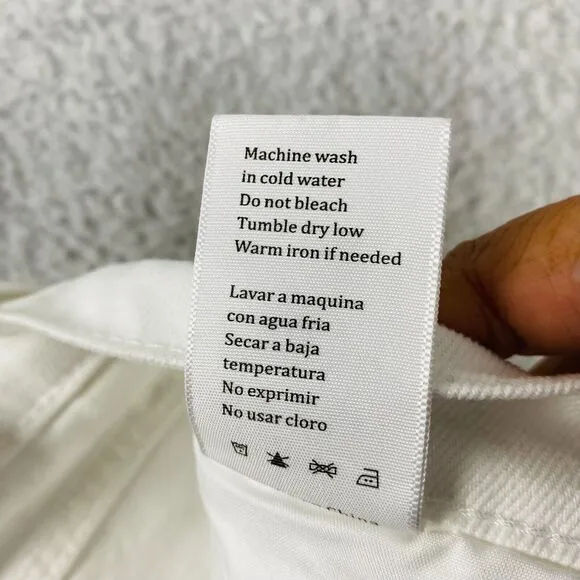 Machine wash
in cold water
Do not bleach
Tumble dry low
Warm iron if needed
Lavar a maquina
con agua fria
Secar a baja
temperatura
No exprimir
No usar cloro